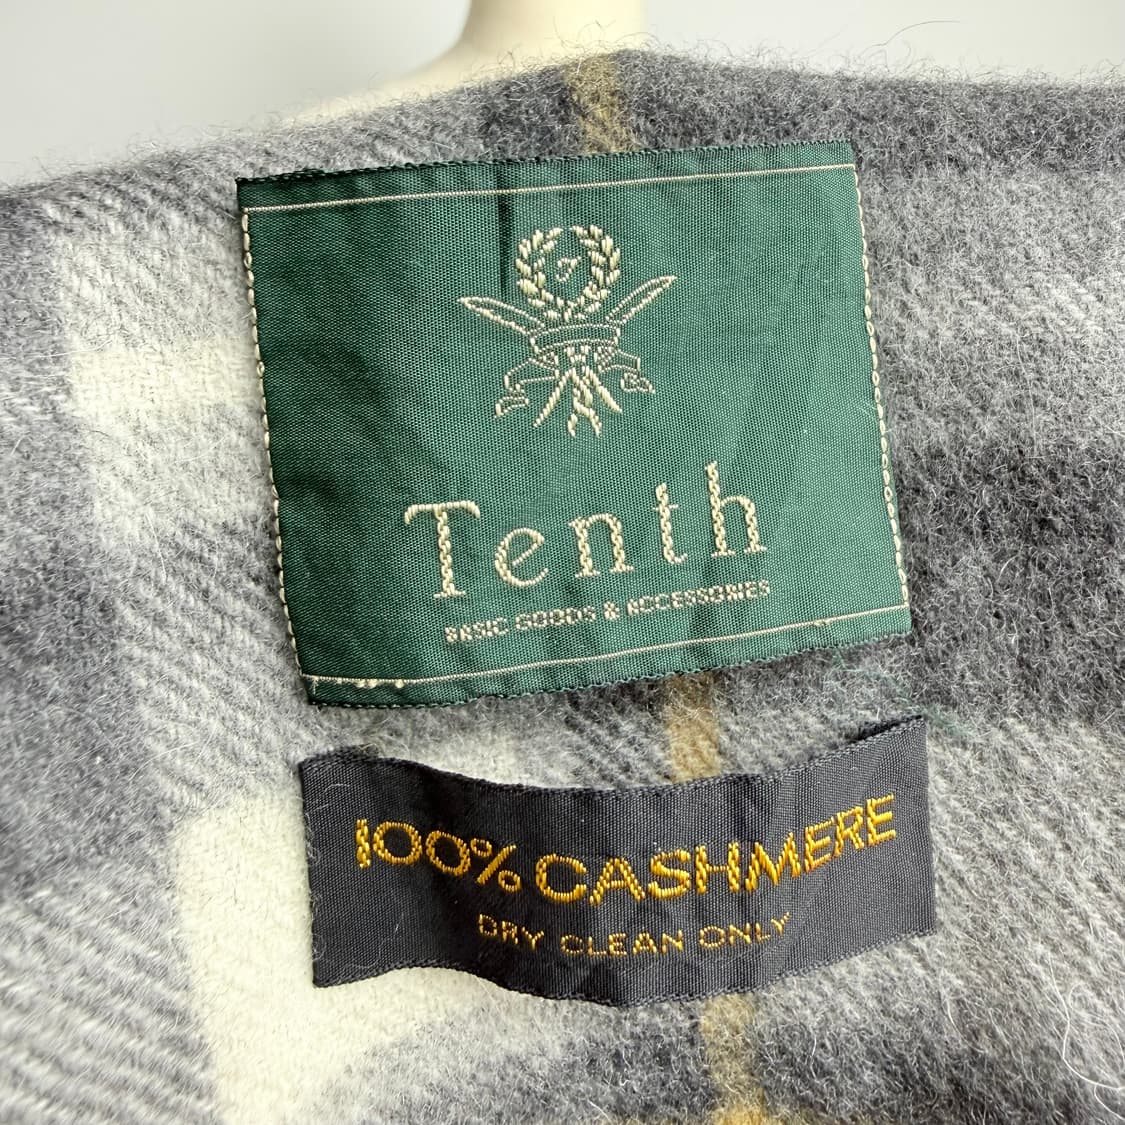 Tenth
BASIC GOODS & ACCESSORIES
100% CASHMERE
DRY CLEAN ONLY